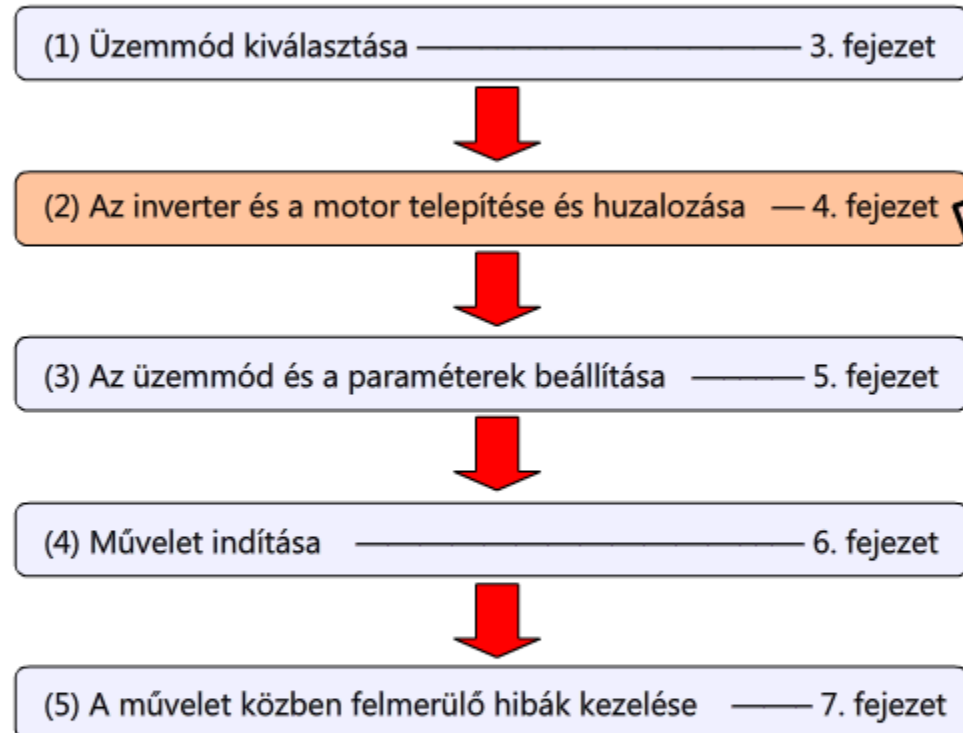 (1) Üzemmód kiválasztása 3. fejezet
(2) Az inverter és a motor telepítése és huzalozása 4. fejezet
(3) Az üzemmód és a paraméterek beállítása 5. fejezet
(4) Művelet indítása 6. fejezet
(5) A művelet közben felmerülő hibák kezelése 7. fejezet